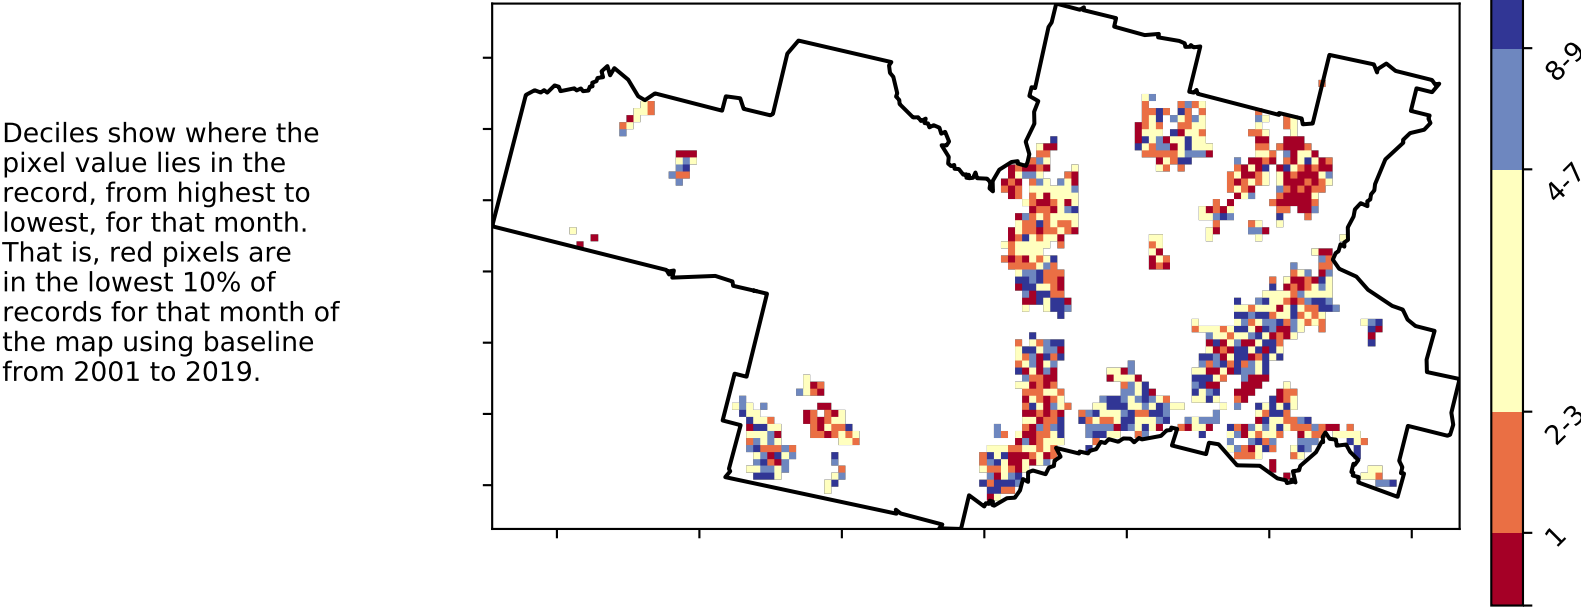 Deciles show where the
pixel value lies in the
record, from highest to
lowest, for that month.
That is, red pixels are
in the lowest 10% of
records for that month of
the map using baseline
from 2001 to 2019.
8-9
4-7
2-3
1